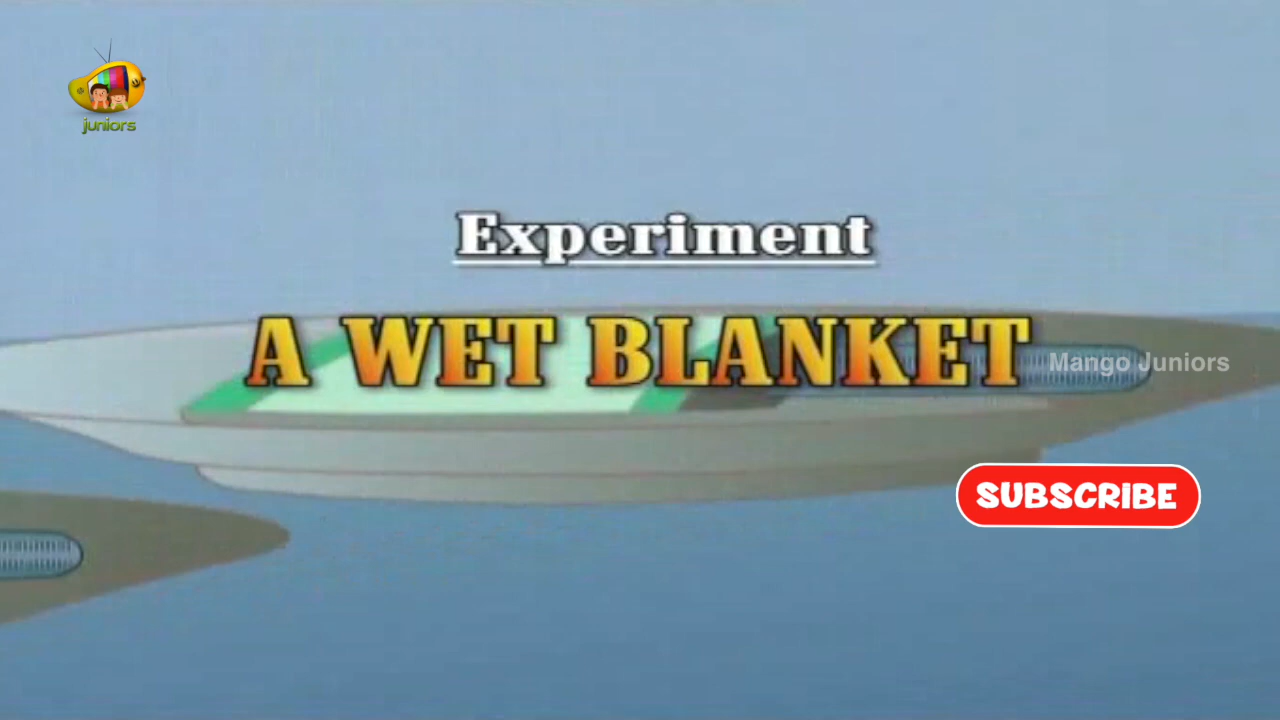 juniors
Experiment
A WET BLANKET
Mango Juniors
SUBSCRIBE